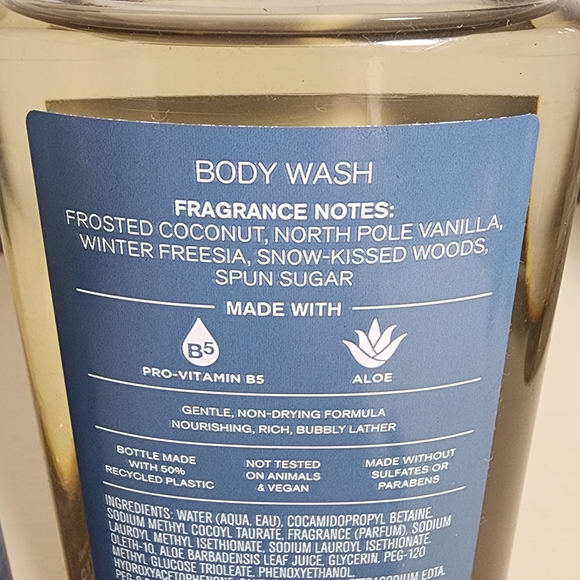 BODY WASH
FRAGRANCE NOTES:
FROSTED COCONUT, NORTH POLE VANILLA,
WINTER FREESIA, SNOW-KISSED WOODS,
SPUN SUGAR
MADE WITH
B5
PRO-VITAMIN B5
ALOE
GENTLE, NON-DRYING FORMULA
NOURISHING, RICH, BUBBLY LATHER
BOTTLE MADE
WITH 50%
RECYCLED PLASTIC
NOT TESTED
ON ANIMALS
& VEGAN
MADE WITHOUT
SULFATES OR
PARABENS
INGREDIENTS: WATER (AQUA, EAU), COCAMIDOPROPYL BETAINE,
SODIUM METHYL COCOYL TAURATE, FRAGRANCE (PARFUM), SODIUM
LAUROYL METHYL ISETHIONATE, SODIUM LAUROYL ISETHIONATE,
OLETH-10, ALOE BARBADENSIS LEAF JUICE, GLYCERIN, PEG-120
METHYL GLUCOSE TRIOLEATE, PHENOXYETHANOL,
HYDROXYACETOPHENONE,
EDTA,